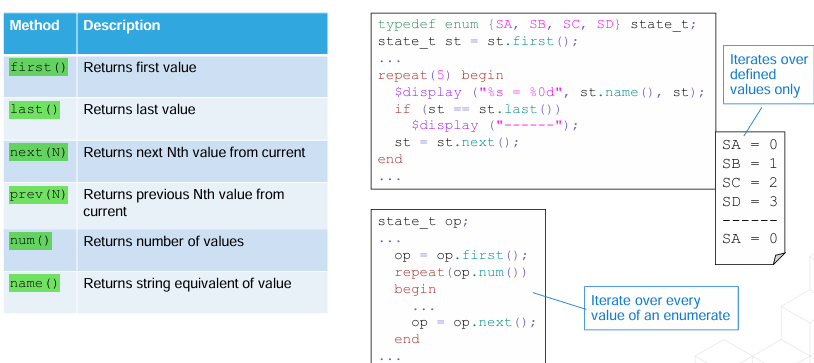 Method Description
first() Returns first value
last() Returns last value
next(N) Returns next Nth value from current
prev(N) Returns previous Nth value from
current
num() Returns number of values
name() Returns string equivalent of value
typedef enum {SA, SB, SC, SD} state_t;
state_t st = st.first();
...
repeat(5) begin
$display ("%s = %0d", st.name(), st);
if (st == st.last())
$display ("------");
st = st.next();
end
...
Iterates over
defined
values only
SA = 0
SB = 1
SC = 2
SD = 3
------
SA = 0
state_t op;
...
op = op.first();
repeat(op.num())
begin
...
op = op.next();
end
...
Iterate over every
value of an enumerate